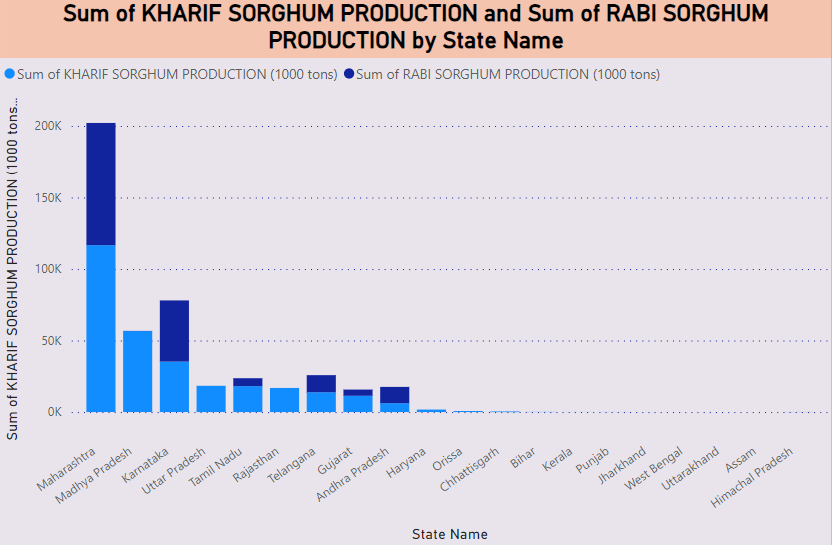 Sum of KHARIF SORGHUM PRODUCTION and Sum of RABI SORGHUM
PRODUCTION by State Name
Sum of KHARIF SORGHUM PRODUCTION (1000 tons) Sum of RABI SORGHUM PRODUCTION (1000 tons)
Sum of KHARIF SORGHUM PRODUCTION (1000 tons...
200K
150K
100K
50K
0K
Maharashtra
Madhya Pradesh
Karnataka
Uttar Pradesh
Tamil Nadu
Rajasthan
Telangana
Gujarat
Andhra Pradesh
Haryana
Orissa
Chhattisgarh
Bihar
Kerala
Punjab
Jharkhand
West Bengal
Uttarakhand
Assam
Himachal Pradesh
State Name